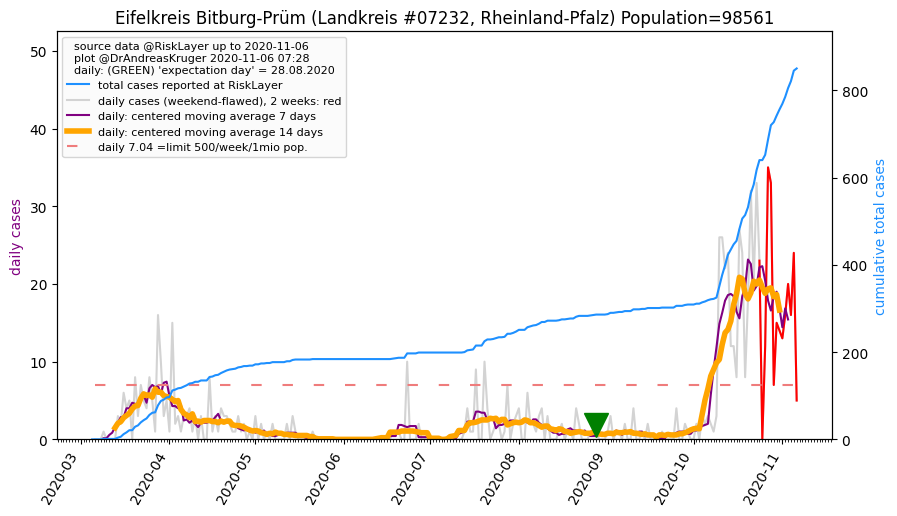 Eifelkreis Bitburg-Prüm (Landkreis #07232, Rheinland-Pfalz) Population=98561
source data @RiskLayer up to 2020-11-06
plot @DrAndreasKruger 2020-11-06 07:28
daily: (GREEN) 'expectation day' = 28.08.2020
total cases reported at RiskLayer
daily cases (weekend-flawed), 2 weeks: red
daily: centered moving average 7 days
daily: centered moving average 14 days
daily 7.04 =limit 500/week/1mio pop.
daily cases
50
40
30
20
10
0
cumulative total cases
800
600
400
200
0
2020-03
2020-04
2020-05
2020-06
2020-07
2020-08
2020-09
2020-10
2020-11